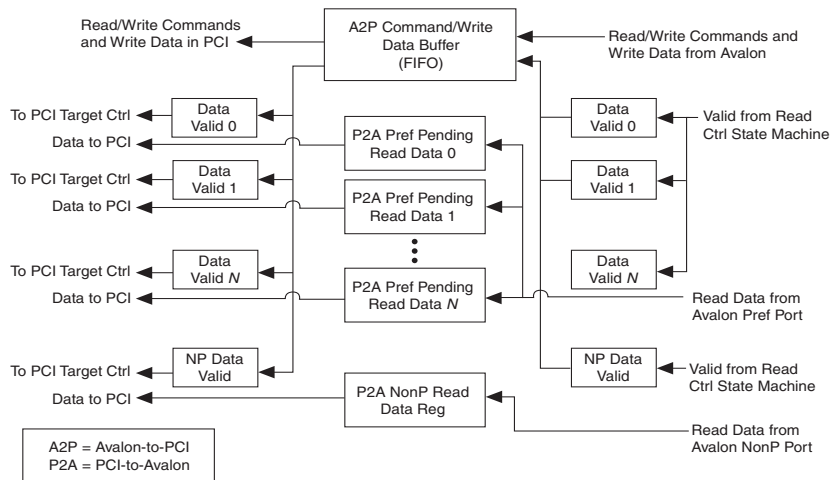 Read/Write Commands
and Write Data in PCI
A2P Command/Write
Data Buffer
(FIFO)
Read/Write Commands and
Write Data from Avalon
To PCI Target Ctrl
Data
Valid 0
Data to PCI
P2A Pref Pending
Read Data 0
Data
Valid 0
Valid from Read
Ctrl State Machine
To PCI Target Ctrl
Data
Valid 1
Data to PCI
P2A Pref Pending
Read Data 1
Data
Valid 1
To PCI Target Ctrl
Data
Valid N
Data to PCI
P2A Pref Pending
Read Data N
Data
Valid N
Read Data from
Avalon Pref Port
To PCI Target Ctrl
NP Data
Valid
Data to PCI
P2A NonP Read
Data Reg
NP Data
Valid
Valid from Read
Ctrl State Machine
Read Data from
Avalon NonP Port
A2P = Avalon-to-PCI
P2A = PCI-to-Avalon